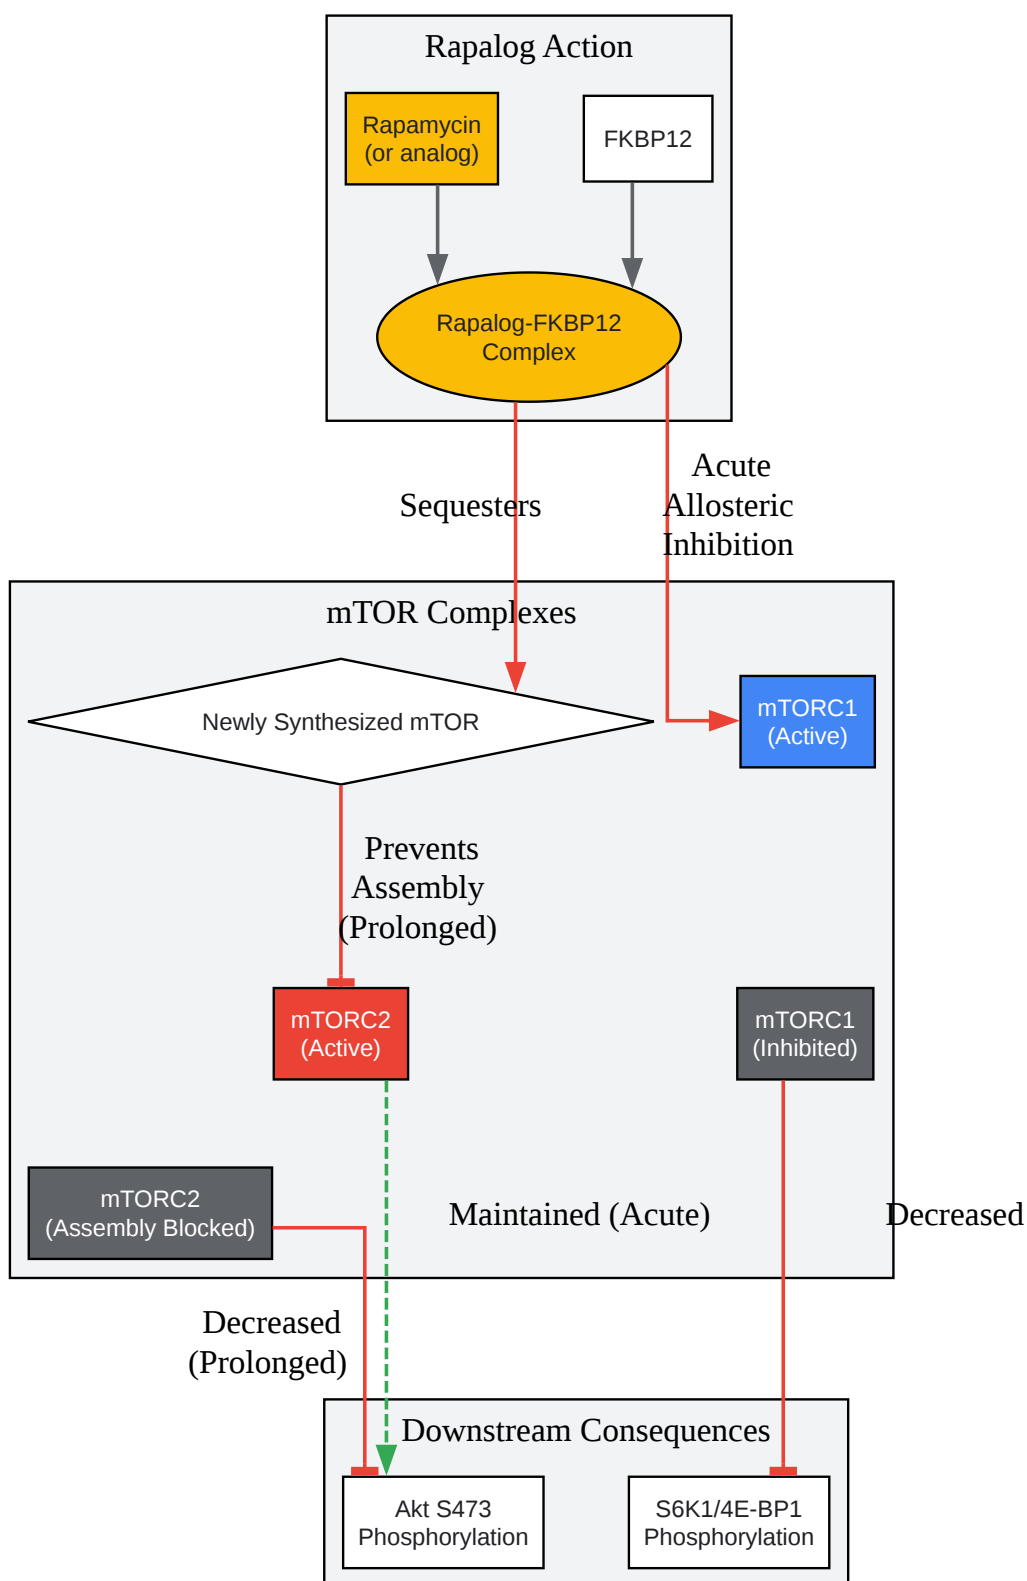 Rapalog Action
Rapamycin
(or analog)
FKBP12
Rapalog-FKBP12
Complex
Sequesters
Acute
Allosteric
Inhibition
mTOR Complexes
Newly Synthesized mTOR
mTORC1
(Active)
Prevents
Assembly
(Prolonged)
mTORC2
(Active)
mTORC1
(Inhibited)
mTORC2
(Assembly Blocked)
Maintained (Acute)
Decreased
Decreased
(Prolonged)
Downstream Consequences
Akt S473
Phosphorylation
S6K1/4E-BP1
Phosphorylation